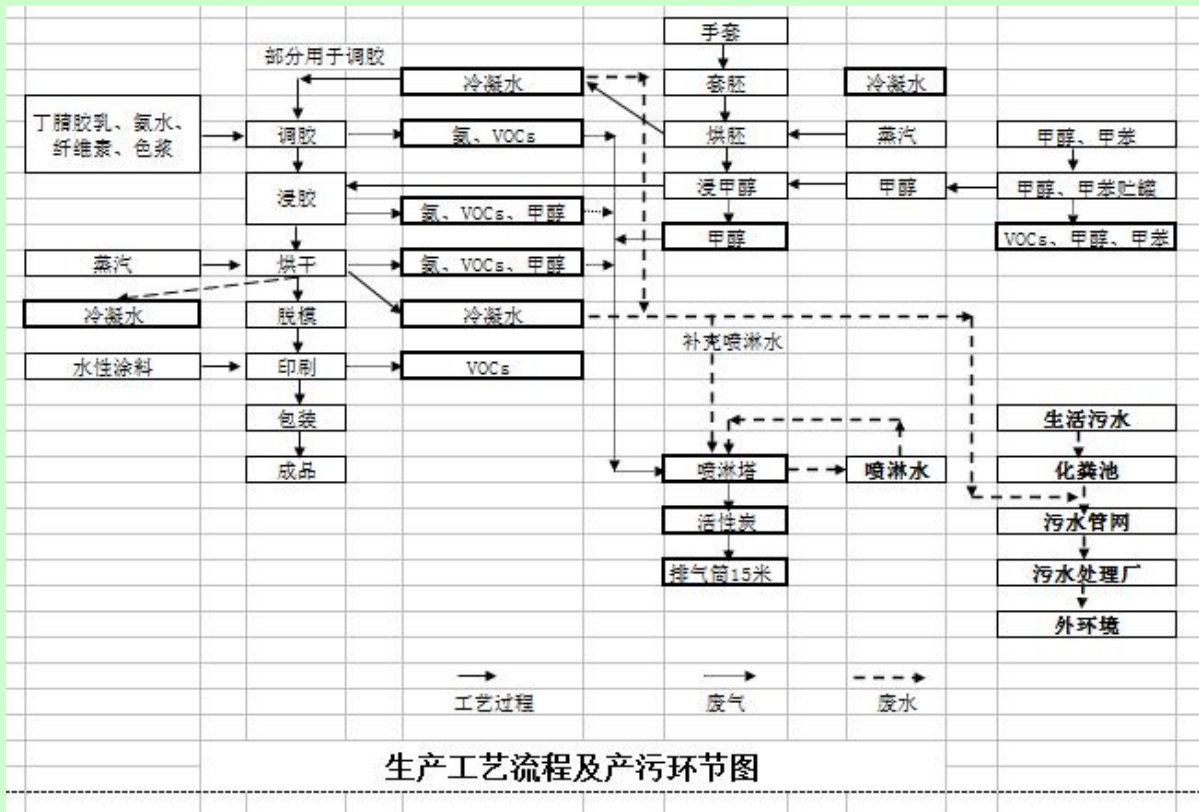 手套
部分用于调胶
冷凝水
套胚
冷凝水
丁腈胶乳、氨水、
纤维素、色浆
调胶
氨、VOCs
烘胚
蒸汽
甲醇、甲苯
浸胶
浸甲醇
甲醇
甲醇、甲苯贮罐
氨、VOCs、甲醇
甲醇
VOCs、甲醇、甲苯
蒸汽
烘干
氨、VOCs、甲醇
冷凝水
脱模
冷凝水
补充喷淋水
水性涂料
印刷
VOCs
包装
生活污水
成品
喷淋塔
喷淋水
化粪池
活性炭
污水管网
排气筒15米
污水处理厂
外环境
工艺过程
废气
废水
生产工艺流程及产污环节图